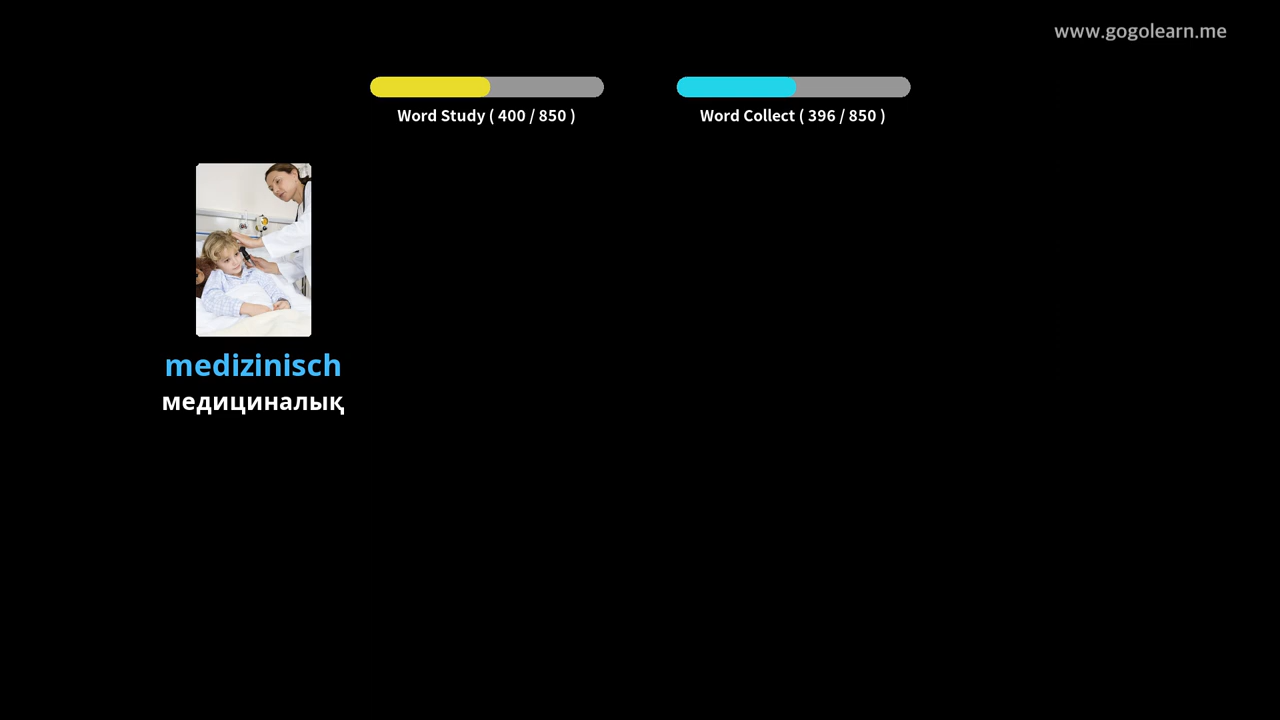 www.gogolearn.me
Word Study ( 400 / 850 )
Word Collect ( 396 / 850 )
medizinisch
медициналық